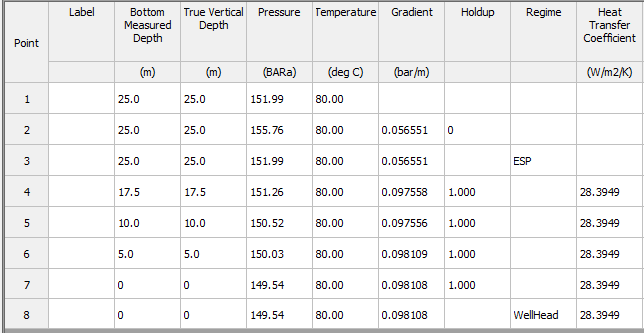 Point Label Bottom Measured Depth True Vertical Depth Pressure Temperature Gradient Holdup Regime Heat Transfer Coefficient
(m) (m) (BARa) (deg C) (bar/m) (W/m2/K)
1 25.0 25.0 151.99 80.00
2 25.0 25.0 155.76 80.00 0.056551 0
3 25.0 25.0 151.99 80.00 0.056551 ESP
4 17.5 17.5 151.26 80.00 0.097558 1.000 28.3949
5 10.0 10.0 150.52 80.00 0.097556 1.000 28.3949
6 5.0 5.0 150.03 80.00 0.098109 1.000 28.3949
7 0 0 149.54 80.00 0.098108 1.000 28.3949
8 0 0 149.54 80.00 0.098108 WellHead 28.3949